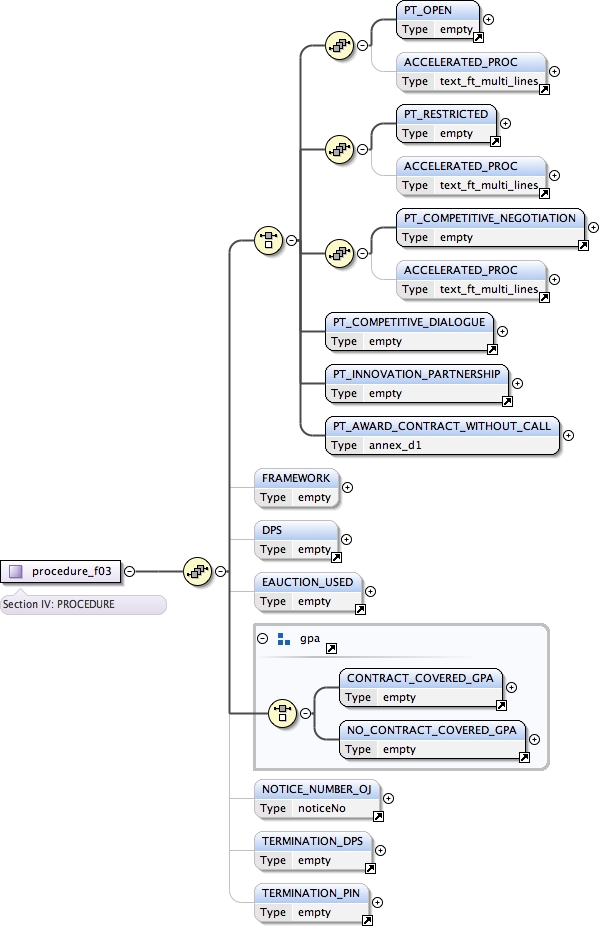 PT_OPEN
Type empty
ACCELERATED_PROC
Type text_ft_multi_lines
PT_RESTRICTED
Type empty
ACCELERATED_PROC
Type text_ft_multi_lines
PT_COMPETITIVE_NEGOTIATION
Type empty
ACCELERATED_PROC
Type text_ft_multi_lines
PT_COMPETITIVE_DIALOGUE
Type empty
PT_INNOVATION_PARTNERSHIP
Type empty
PT_AWARD_CONTRACT_WITHOUT_CALL
Type annex_d1
FRAMEWORK
Type empty
DPS
Type empty
procedure_f03
Section IV: PROCEDURE
EAUCTION_USED
Type empty
gpa
CONTRACT_COVERED_GPA
Type empty
NO_CONTRACT_COVERED_GPA
Type empty
NOTICE_NUMBER_OJ
Type noticeNo
TERMINATION_DPS
Type empty
TERMINATION_PIN
Type empty